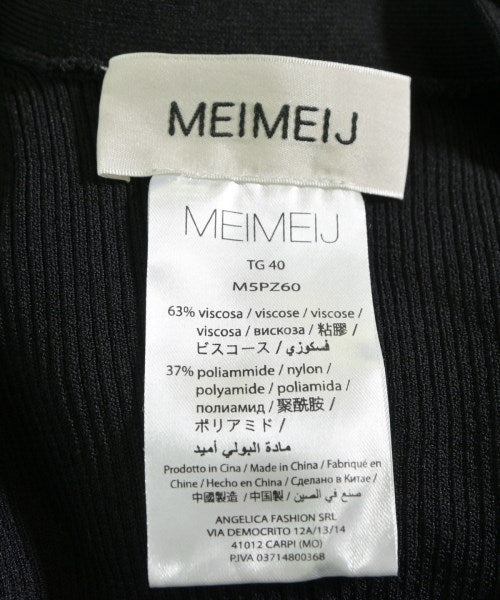 MEIMEIJ
MEIMEIJ
TG 40
M5PZ60
63% viscosa / viscose / viscose /
viscosa / вискоза / 粘膠 /
ビスコース / فسكوزي /
37% poliammide / nylon /
polyamide / poliamida /
полиамид / 聚酰胺 /
ポリアミド /
مادة البولي أميد
Prodotto in Cina / Made in China / Fabriqué en
Chine / Hecho en China / Сделано в Китае /
中國製造 / 中国製 / صنع في الصين
ANGELICA FASHION SRL
VIA DEMOCRITO 12A/13/14
41012 CARPI (MO)
P.IVA 03714800368